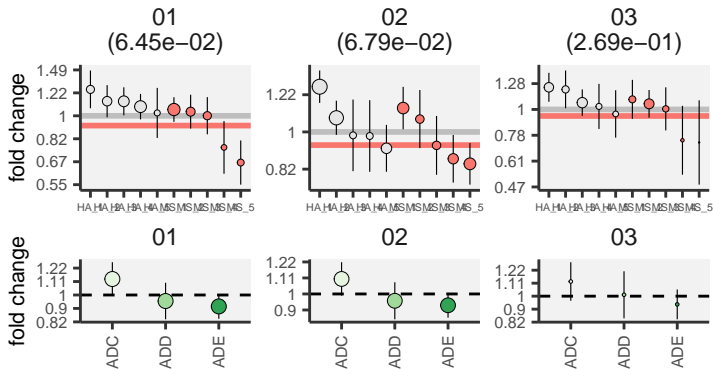 01
(6.45e−02)
02
(6.79e−02)
03
(2.69e−01)
fold change
1.49
1.22
1
0.82
0.67
0.55
1.22
1
0.82
1.28
1
0.78
0.61
0.47
01
02
03
fold change
1.22
1.11
1
0.9
0.82
1.22
1.11
1
0.9
1.22
1.11
1
0.9
0.82
ADC
ADD
ADE
ADC
ADD
ADE
ADC
ADD
ADE